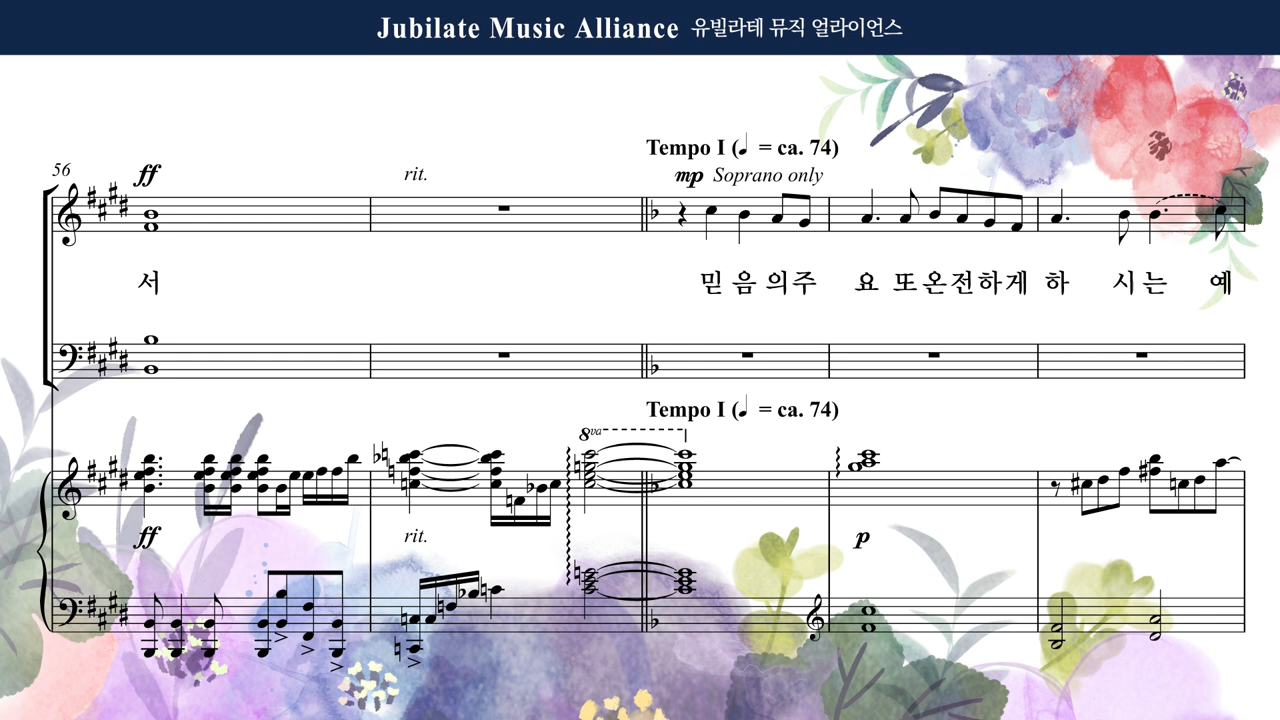 Jubilate Music Alliance 유빌라테 뮤직 얼라이언스
Tempo I (♩ = ca. 74)
56 ff rit. mp Soprano only
서 믿 음 의 주 요 또 온 전 하 게 하 시 는 예
Tempo I (♩ = ca. 74)
8va
ff rit. p